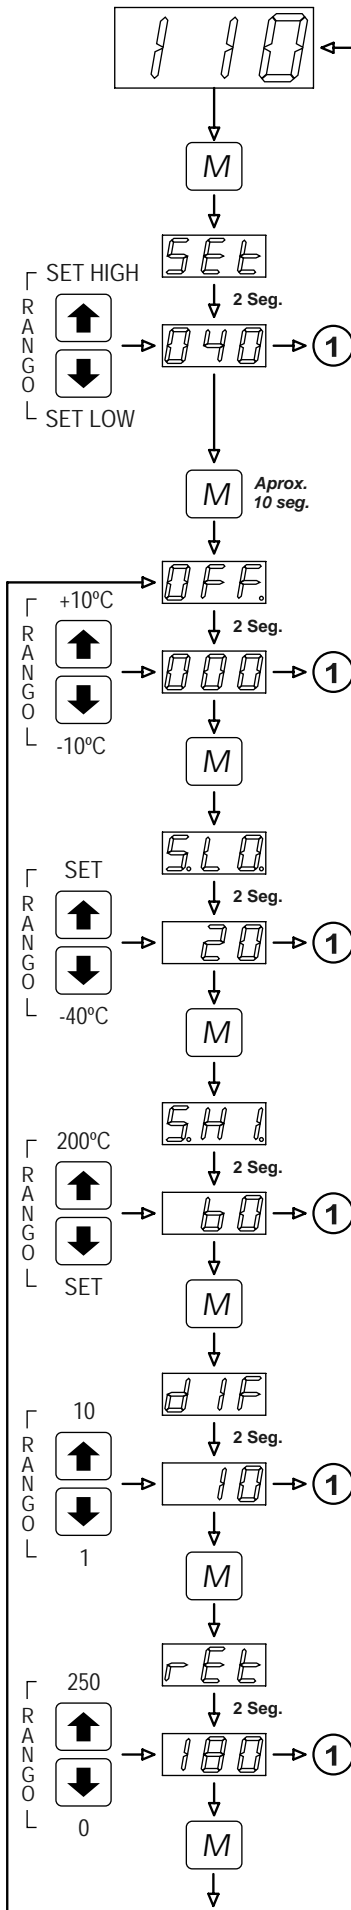 110
M
SEt
2 Seg.
SET HIGH
RANGO
SET LOW
040
1
M
Aprox.
10 seg.
OFF.
2 Seg.
+10ºC
RANGO
-10ºC
000
1
M
S.LO.
2 Seg.
SET
RANGO
-40ºC
20
1
M
S.HI.
2 Seg.
200ºC
RANGO
SET
60
1
M
dIF
2 Seg.
10
RANGO
1
10
1
M
rEt
2 Seg.
250
RANGO
0
180
1
M